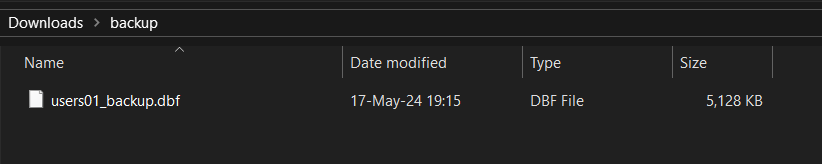 Downloads > backup
Name Date modified Type Size
users01_backup.dbf 17-May-24 19:15 DBF File 5,128 KB